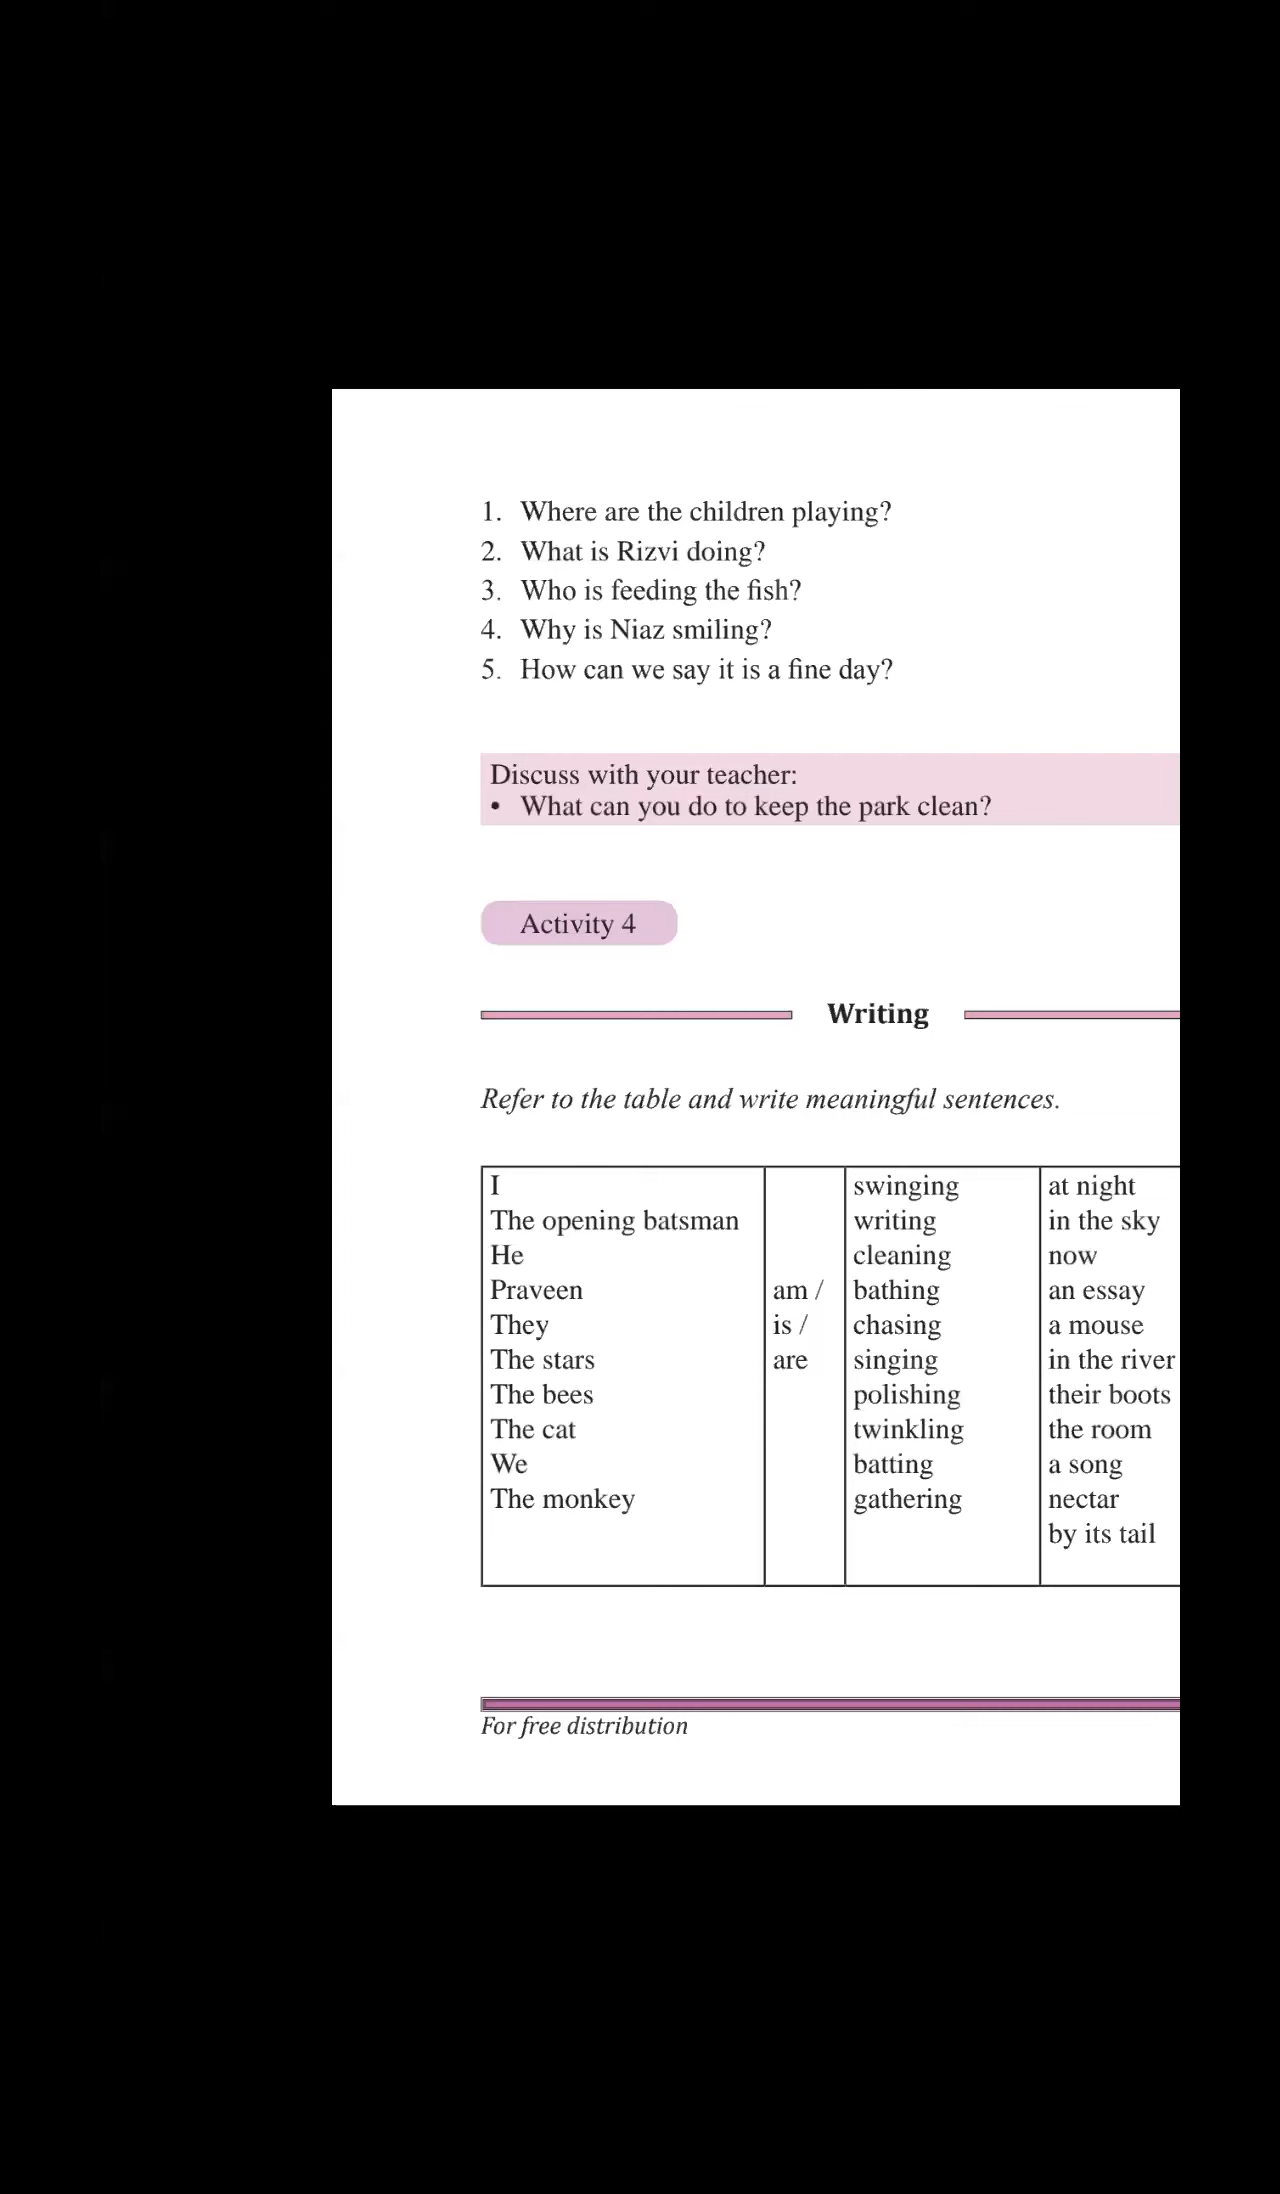 1. Where are the children playing?
2. What is Rizvi doing?
3. Who is feeding the fish?
4. Why is Niaz smiling?
5. How can we say it is a fine day?
Discuss with your teacher:
• What can you do to keep the park clean?
Activity 4
Writing
Refer to the table and write meaningful sentences.
I swinging at night
The opening batsman writing in the sky
He cleaning now
Praveen am / bathing an essay
They is / chasing a mouse
The stars are singing in the river
The bees polishing their boots
The cat twinkling the room
We batting a song
The monkey gathering nectar
by its tail
For free distribution